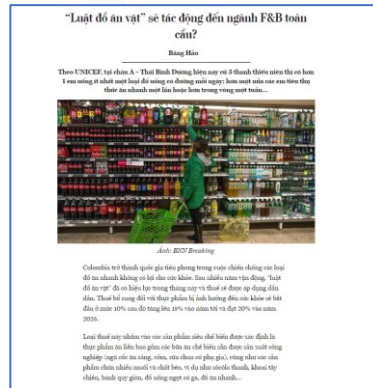 “Luật đồ ăn vặt” sẽ tác động đến ngành F&B toàn
cầu?
Băng Hảo
Theo UNICEF, tại châu Á – Thái Bình Dương hiện nay cứ 3 thanh thiếu niên thì có hơn
1 em uống ít nhất một loại đồ uống có đường mỗi ngày; hơn một nửa các em tiêu thụ
thức ăn nhanh một lần hoặc hơn trong vòng một tuần...
Ảnh: BNN Breaking
Colombia trở thành quốc gia tiên phong trong cuộc chiến chống các loại
đồ ăn nhanh không có lợi cho sức khỏe. Sau nhiều năm vận động, “luật
đồ ăn vặt” đã có hiệu lực trong tháng này và thuế sẽ được áp dụng dần
dần. Thuế bổ sung đối với thực phẩm bị ảnh hưởng đến sức khỏe sẽ bắt
đầu ở mức 10% sau đó tăng lên 15% vào năm tới và đạt 20% vào năm
2025.
Loại thuế này nhắm vào các sản phẩm siêu chế biến được xác định là
thực phẩm ăn liền bao gồm các bữa ăn chế biến sẵn được sản xuất công
nghiệp (ngũ cốc ăn sáng, cốm, sữa chua có phụ gia), cũng như các sản
phẩm chứa nhiều muối và chất béo, ví dụ như sôcôla thanh, khoai tây
chiên, bánh quy giòn, đồ uống ngọt có ga, đồ ăn nhanh...